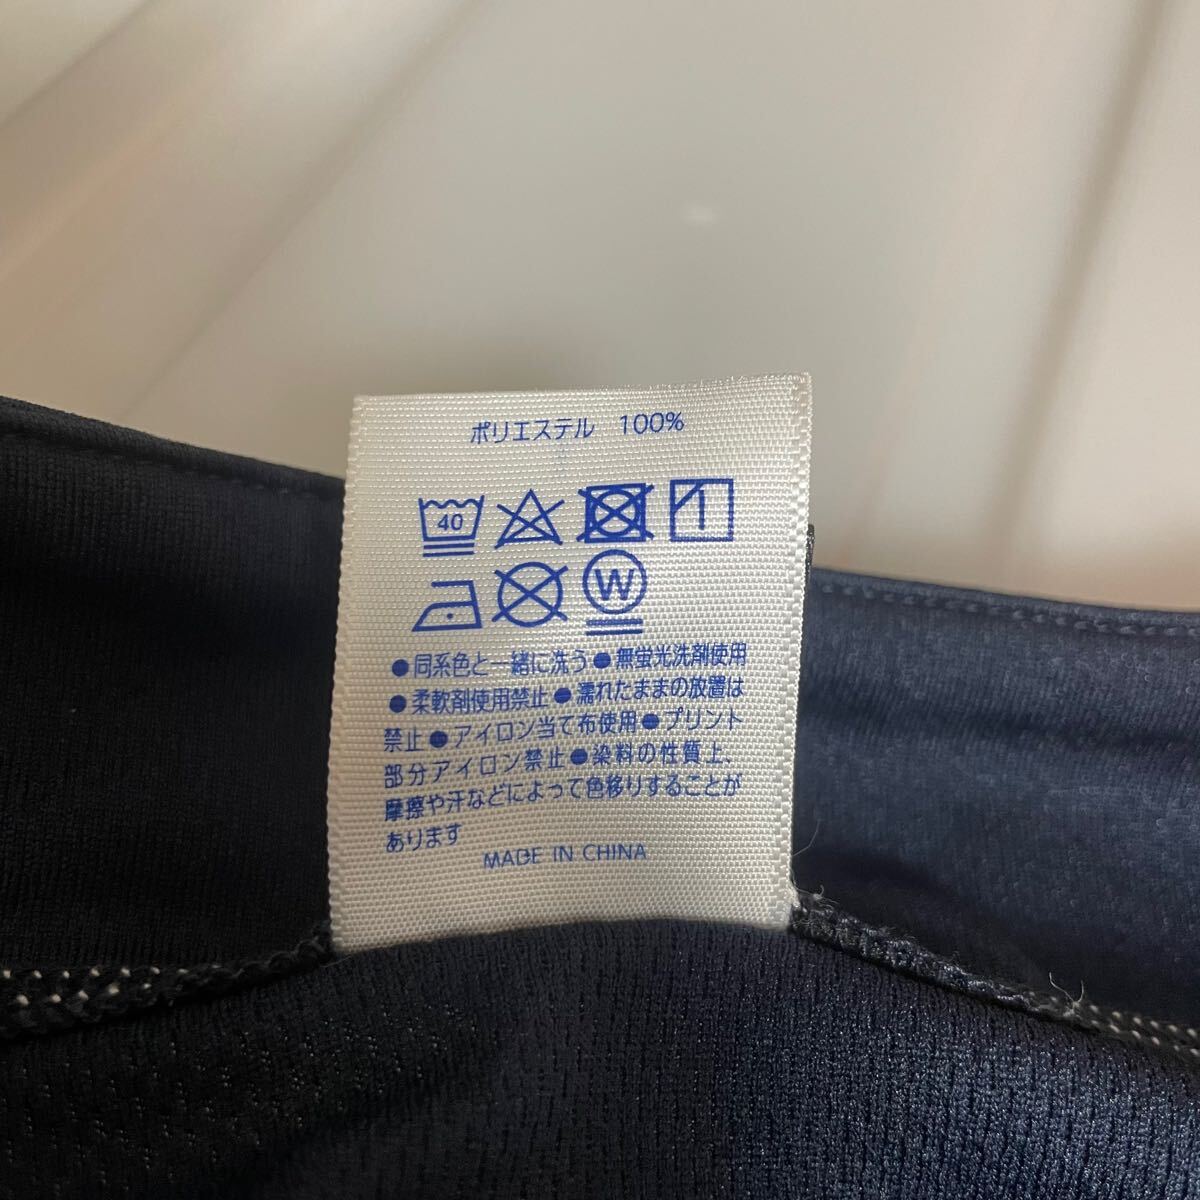 ポリエステル 100%
40
W
●同系色と一緒に洗う●無蛍光洗剤使用
●柔軟剤使用禁止●濡れたままの放置は
禁止●アイロン当て布使用●プリント
部分アイロン禁止●染料の性質上、
摩擦や汗などによって色移りすることが
あります
MADE IN CHINA